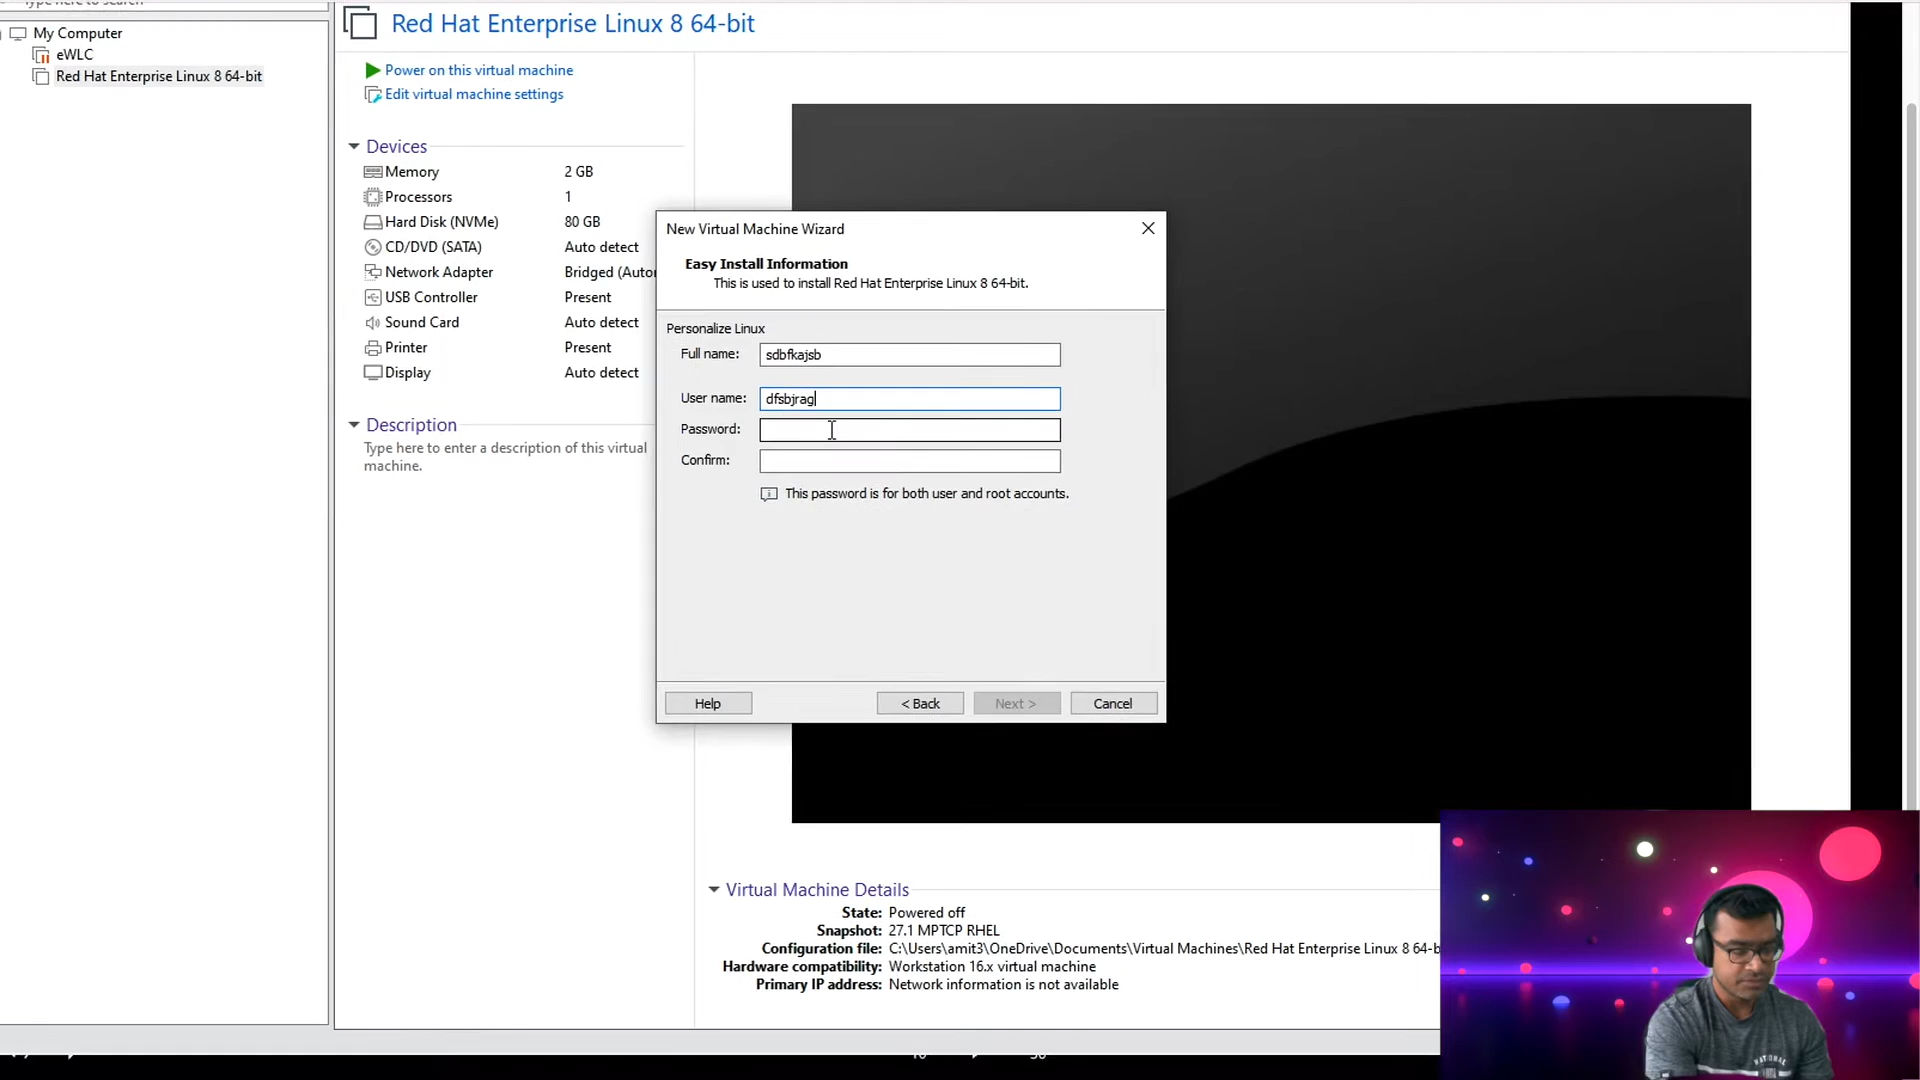 Type here to search
My Computer
eWLC
Red Hat Enterprise Linux 8 64-bit
Red Hat Enterprise Linux 8 64-bit
Power on this virtual machine
Edit virtual machine settings
Devices
Memory 2 GB
Processors 1
Hard Disk (NVMe) 80 GB
CD/DVD (SATA) Auto detect
Network Adapter Bridged (Auto
USB Controller Present
Sound Card Auto detect
Printer Present
Display Auto detect
Description
Type here to enter a description of this virtual
machine.
New Virtual Machine Wizard
Easy Install Information
This is used to install Red Hat Enterprise Linux 8 64-bit.
Personalize Linux
Full name: sdbfkajsb
User name: dfsbjrag
Password:
Confirm:
This password is for both user and root accounts.
Help
< Back
Next >
Cancel
Virtual Machine Details
State: Powered off
Snapshot: 27.1 MPTCP RHEL
Configuration file: C:\Users\amit3\OneDrive\Documents\Virtual Machines\Red Hat Enterprise Linux 8 64-b
Hardware compatibility: Workstation 16.x virtual machine
Primary IP address: Network information is not available